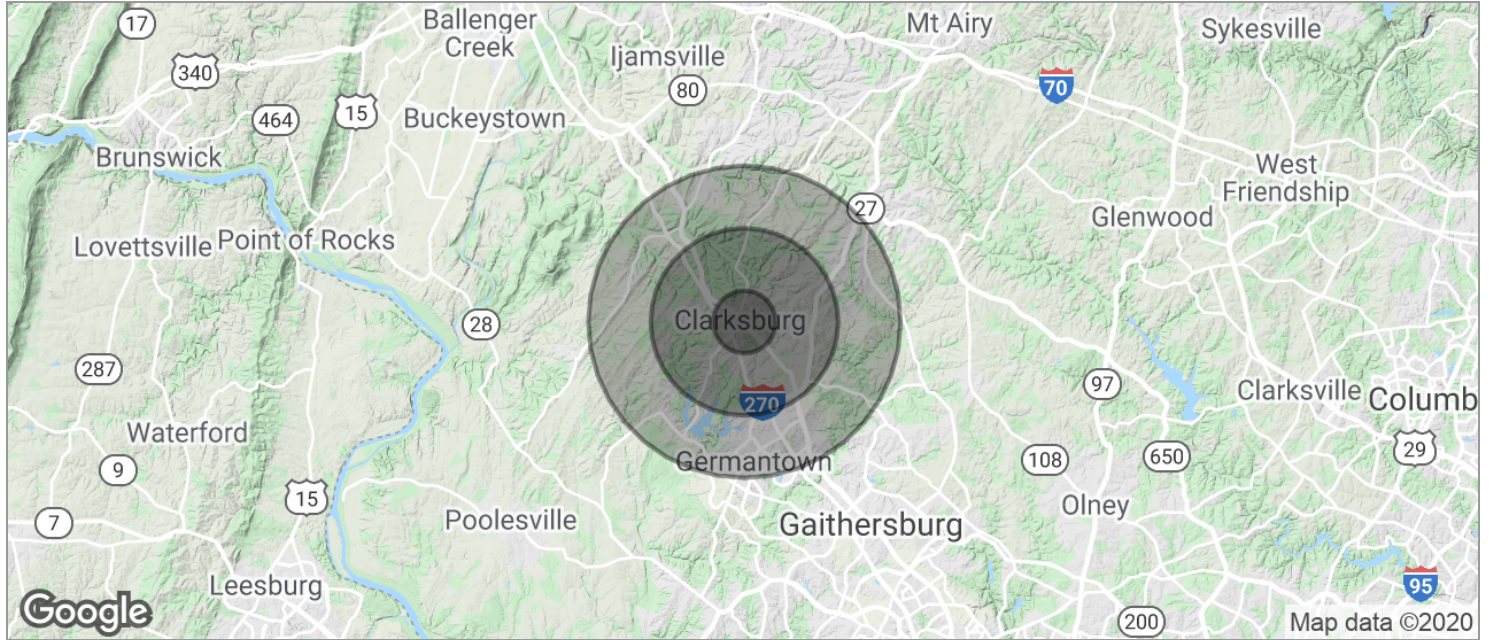 17
Ballenger
Creek
Mt Airy
Sykesville
Ijamsville
340
80
70
464
15
Buckeystown
Brunswick
West
Friendship
27
Glenwood
Lovettsville
Point of Rocks
28
Clarksburg
287
97
Clarksville
Columb
270
Waterford
29
9
Germantown
108
650
15
Olney
7
Poolesville
Gaithersburg
Leesburg
95
Google
200
Map data ©2020